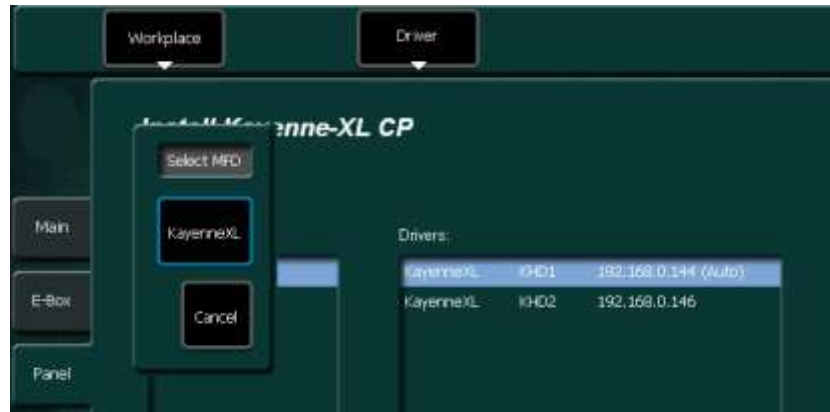 Workplace
Driver
Install Kayenne-XL CP
Select MFD
Main
KayenneXL
Drivers:
KayenneXL KHD1 192.168.0.144 (Auto)
E-Box
KayenneXL KHD2 192.168.0.146
Cancel
Panel